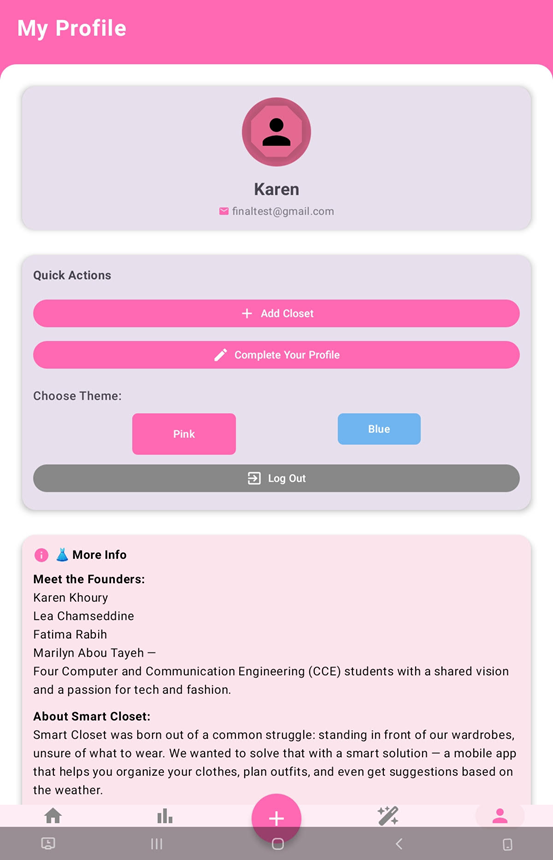 My Profile
Karen
finaltest@gmail.com
Quick Actions
Add Closet
Complete Your Profile
Choose Theme:
Pink
Blue
Log Out
More Info
Meet the Founders:
Karen Khoury
Lea Chamseddine
Fatima Rabih
Marilyn Abou Tayeh —
Four Computer and Communication Engineering (CCE) students with a shared vision
and a passion for tech and fashion.
About Smart Closet:
Smart Closet was born out of a common struggle: standing in front of our wardrobes,
unsure of what to wear. We wanted to solve that with a smart solution — a mobile app
that helps you organize your clothes, plan outfits, and even get suggestions based on
the weather.